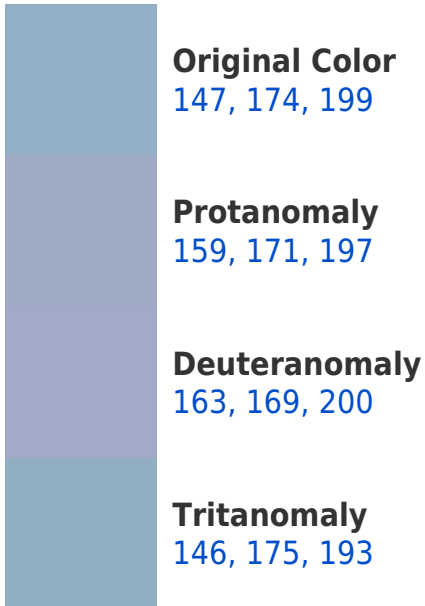 Original Color
147, 174, 199
Protanomaly
159, 171, 197
Deuteranomaly
163, 169, 200
Tritanomaly
146, 175, 193